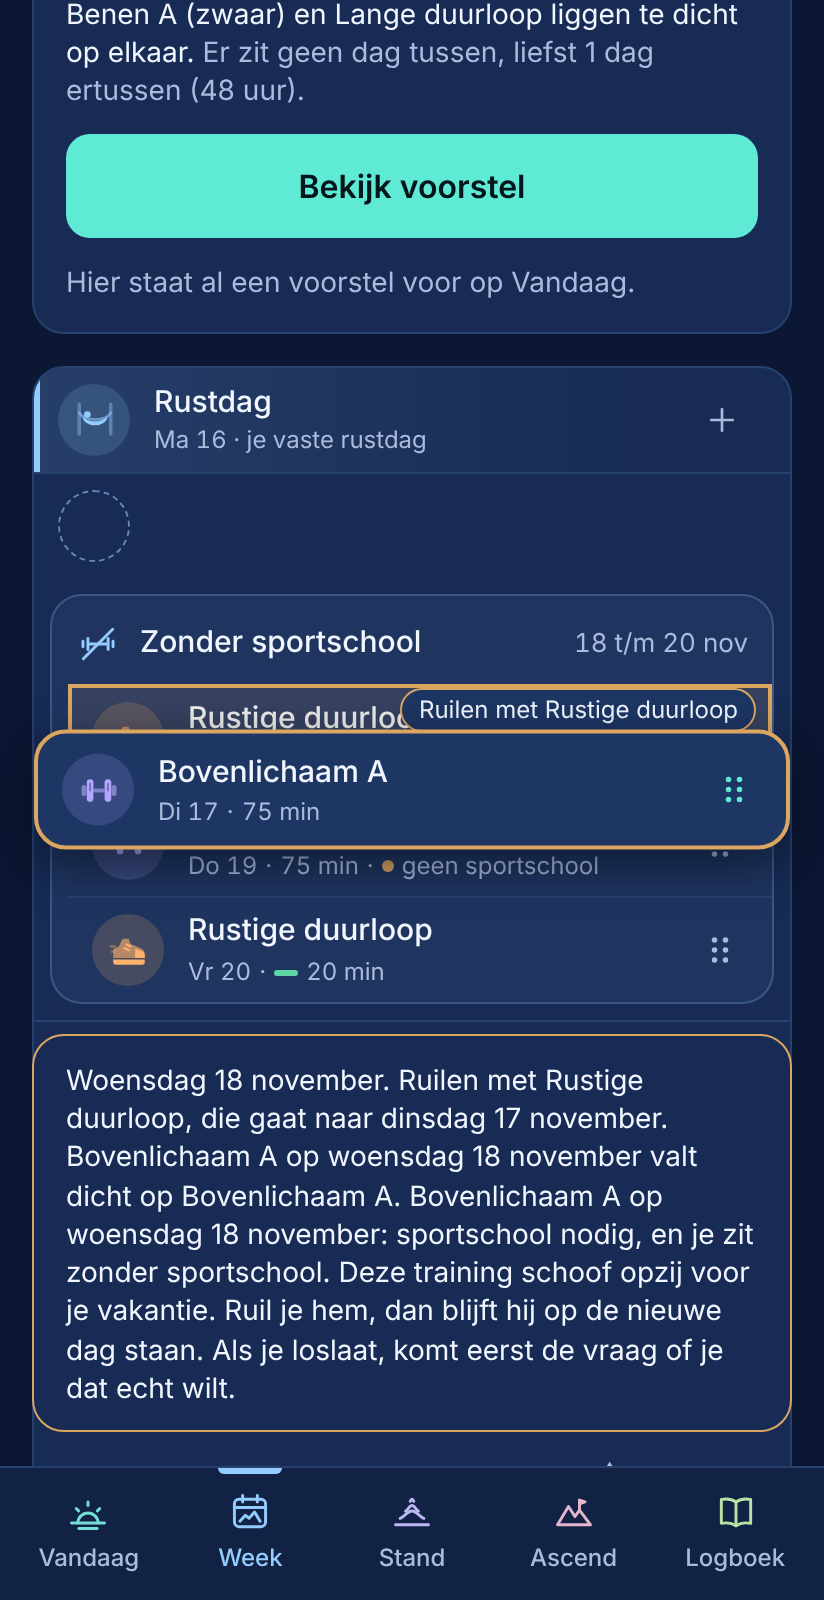 Benen A (zwaar) en Lange duurloop liggen te dicht
op elkaar. Er zit geen dag tussen, liefst 1 dag
ertussen (48 uur).
Bekijk voorstel
Hier staat al een voorstel voor op Vandaag.
Rustdag
Ma 16 · je vaste rustdag
Zonder sportschool
18 t/m 20 nov
Rustige
Ruilen met Rustige duurloop
Bovenlichaam A
Di 17 · 75 min
Do 19 · 75 min · geen sportschool
Rustige duurloop
Vr 20 · 20 min
Woensdag 18 november. Ruilen met Rustige
duurloop, die gaat naar dinsdag 17 november.
Bovenlichaam A op woensdag 18 november valt
dicht op Bovenlichaam A. Bovenlichaam A op
woensdag 18 november: sportschool nodig, en je zit
zonder sportschool. Deze training schoof opzij voor
je vakantie. Ruil je hem, dan blijft hij op de nieuwe
dag staan. Als je loslaat, komt eerst de vraag of je
dat echt wilt.
Vandaag
Week
Stand
Ascend
Logboek